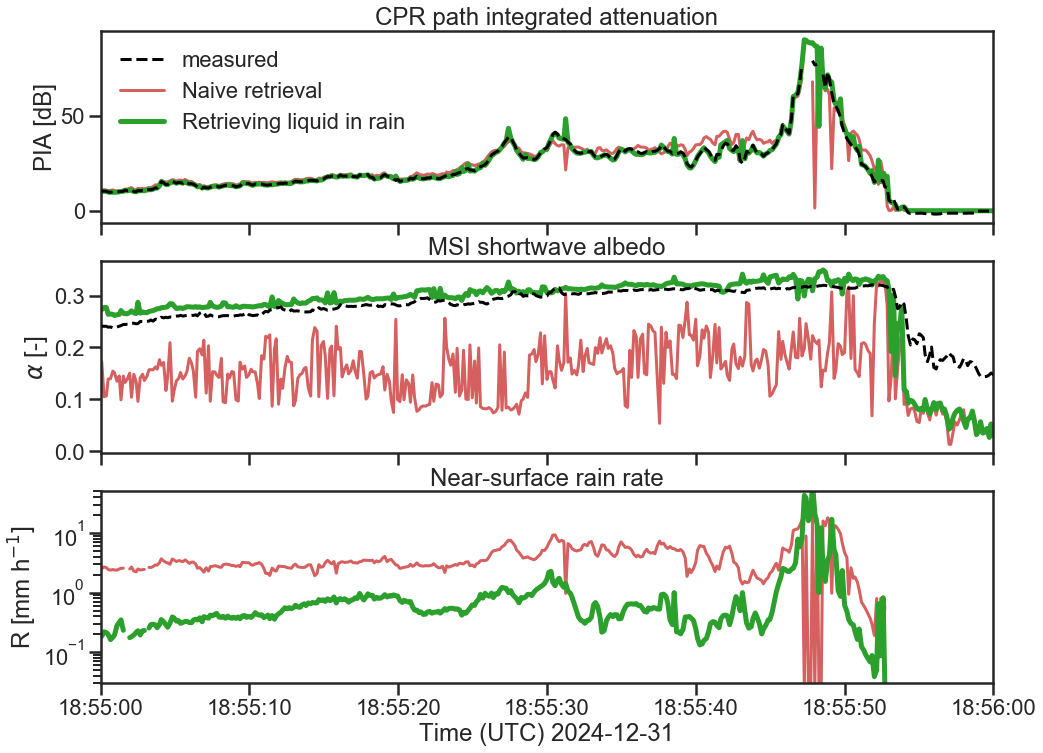 CPR path integrated attenuation
measured
Naive retrieval
Retrieving liquid in rain
PIA [dB]
50
0
MSI shortwave albedo
α [-]
0.3
0.2
0.1
0.0
Near-surface rain rate
R [mm h⁻¹]
10¹
10⁰
10⁻¹
18:55:00 18:55:10 18:55:20 18:55:30 18:55:40 18:55:50 18:56:00
Time (UTC) 2024-12-31